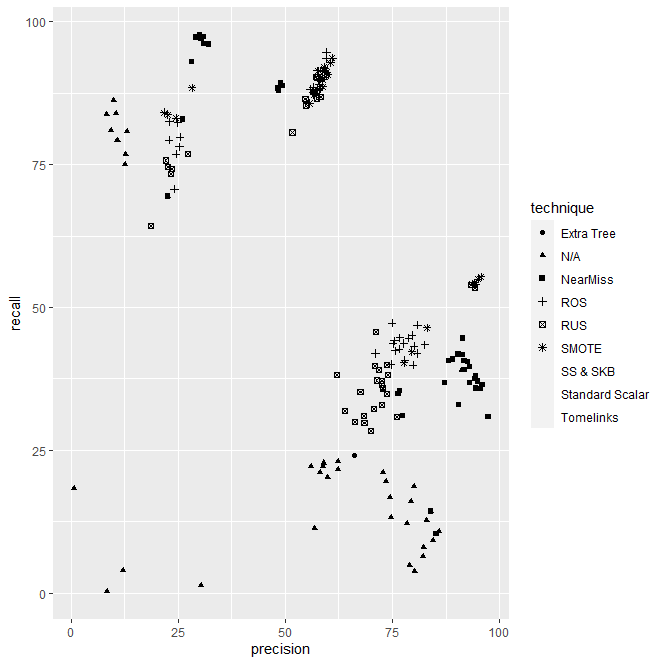 100
75
50
25
0
recall
0
25
50
75
100
precision
technique
Extra Tree
N/A
NearMiss
ROS
RUS
SMOTE
SS & SKB
Standard Scalar
Tomelinks